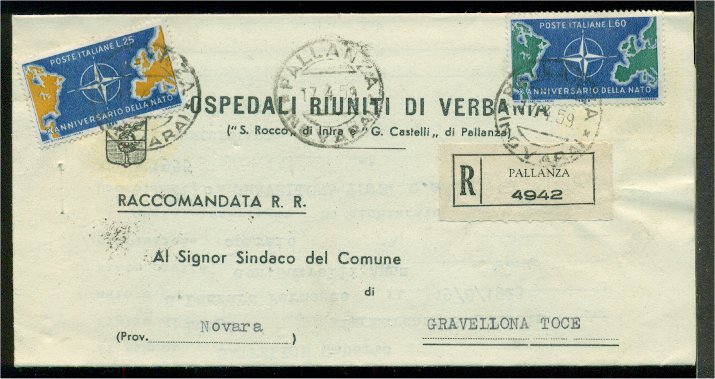 POSTE ITALIANE L.25
ANNIVERSARIO DELLA NATO
POSTE ITALIANE L.60
ANNIVERSARIO DELLA NATO
PALLANZA
17.4.59
OSPEDALI RIUNITI DI VERBANIA
("S. Rocco„ di Intra e "G. Castelli„ di Pallanza)
R
PALLANZA
4942
RACCOMANDATA R. R.
Al Signor Sindaco del Comune
di
(Prov. Novara )
GRAVELLONA TOCE